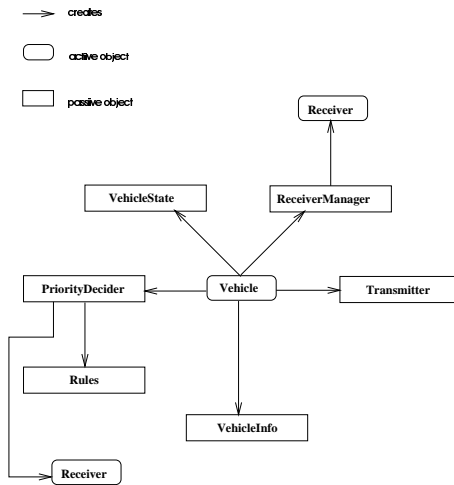 creates
active object
passive object
Receiver
VehicleState
ReceiverManager
PriorityDecider
Vehicle
Transmitter
Rules
VehicleInfo
Receiver